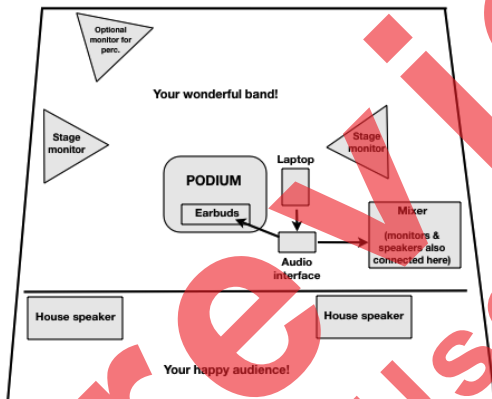 Optional
monitor for
perc.
Your wonderful band!
Stage
monitor
Stage
monitor
Laptop
PODIUM
Earbuds
Mixer
(monitors &
speakers also
connected here)
Audio
interface
House speaker
House speaker
Your happy audience!